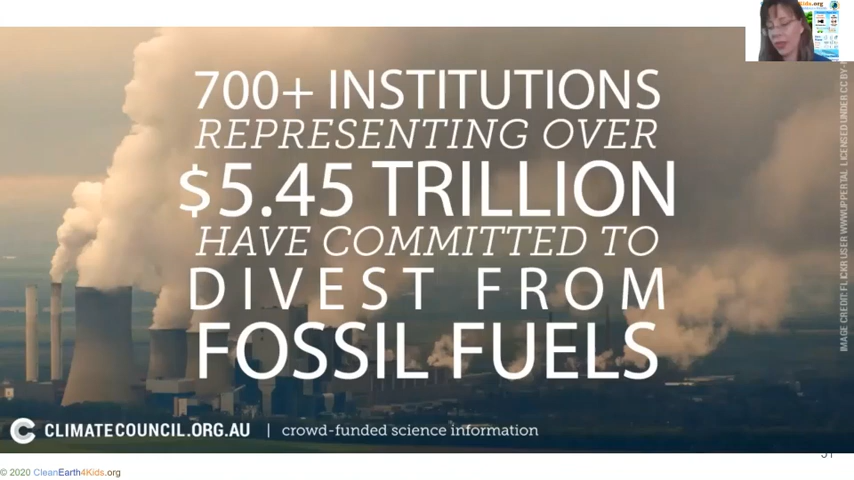 700+ INSTITUTIONS
REPRESENTING OVER
$5.45 TRILLION
HAVE COMMITTED TO
DIVEST FROM
FOSSIL FUELS
CLIMATECOUNCIL.ORG.AU | crowd-funded science information
© 2020 CleanEarth4Kids.org